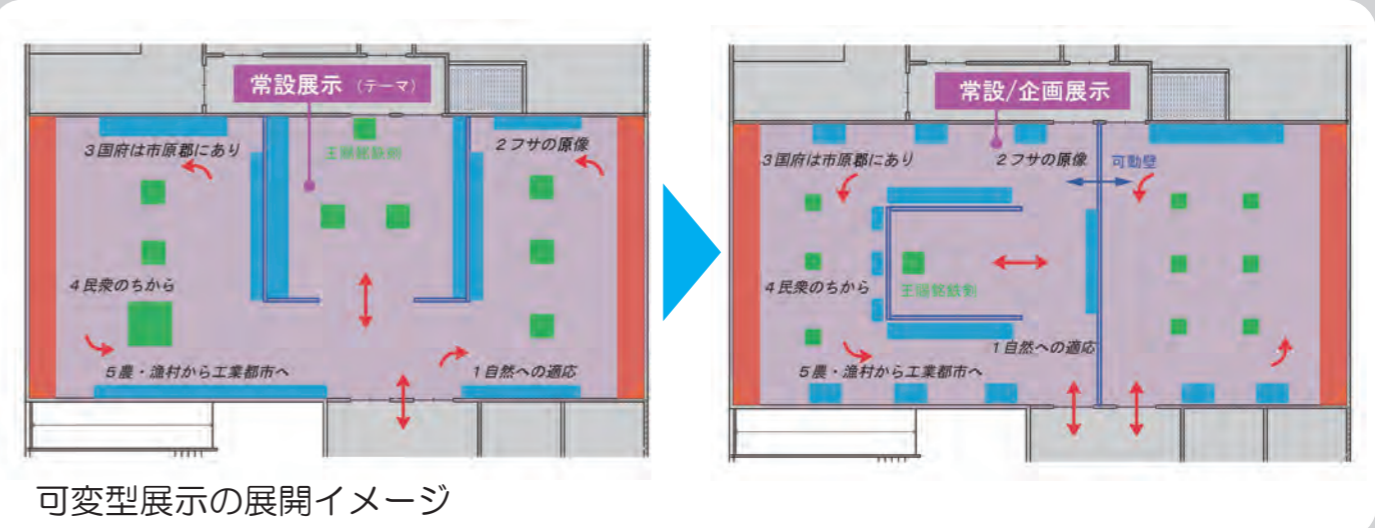 常設展示（テーマ）
3国府は市原郡にあり
王賜銘鉄剣
2フサの原像
4民衆のちから
5農・漁村から工業都市へ
1自然への適応
常設/企画展示
3国府は市原郡にあり
2フサの原像
可動壁
4民衆のちから
王賜銘鉄剣
1自然への適応
5農・漁村から工業都市へ
可変型展示の展開イメージ